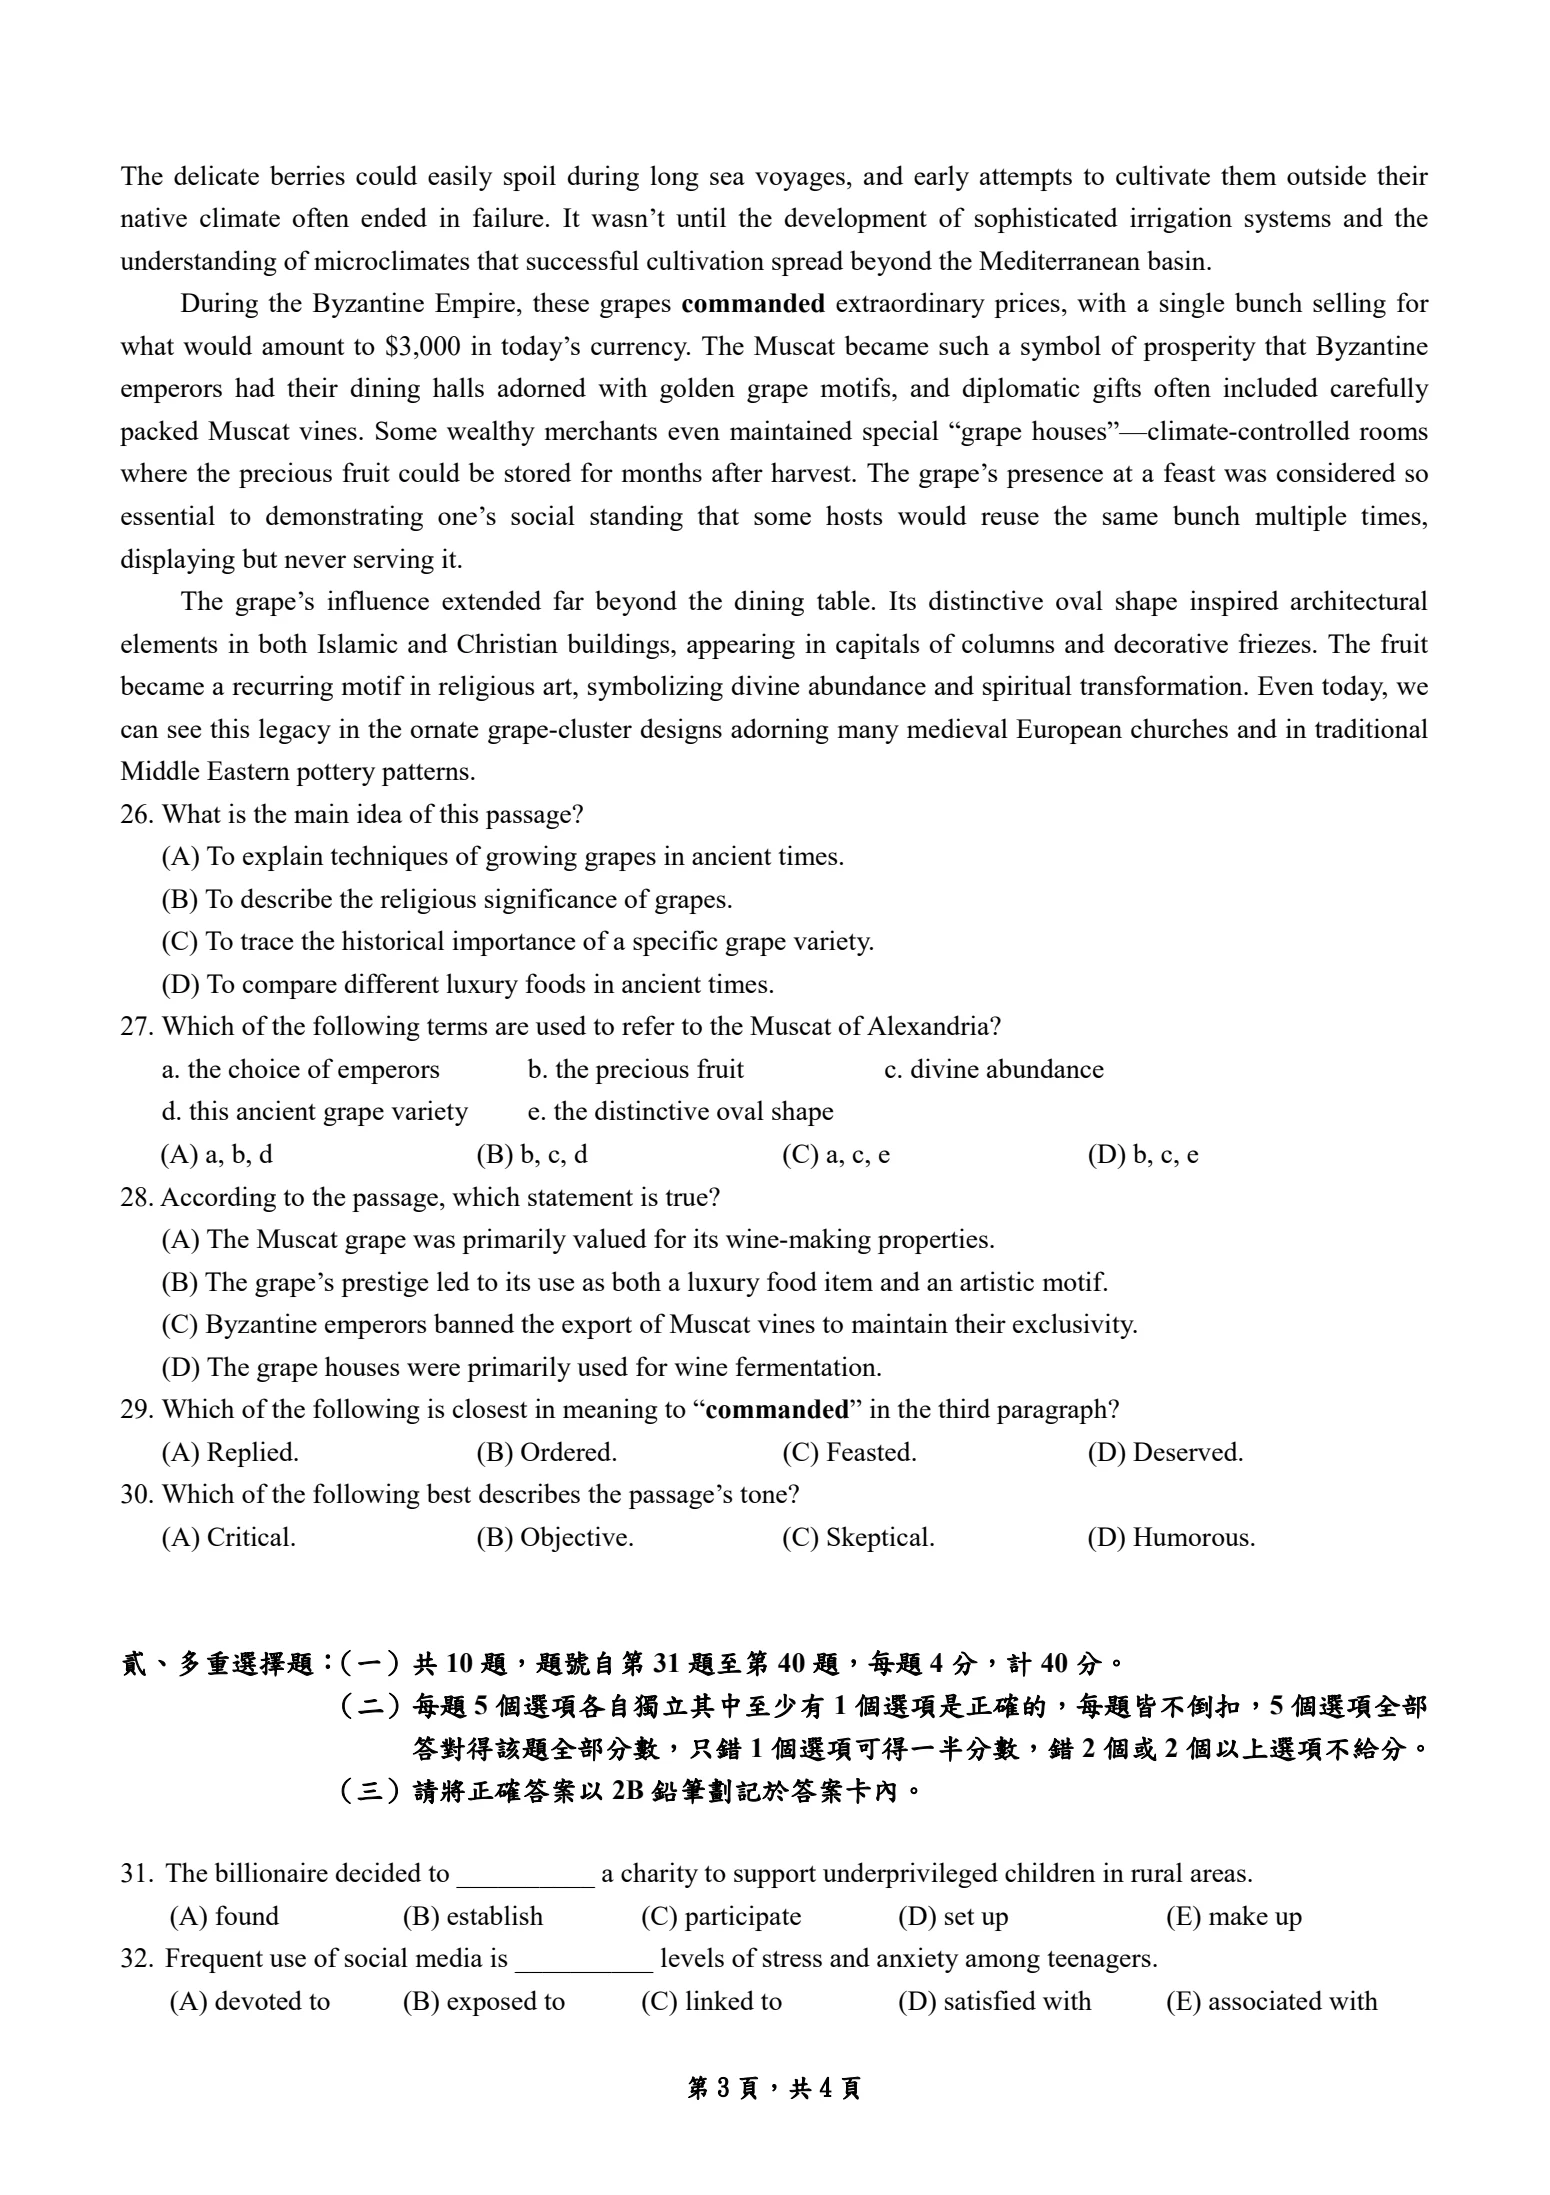 The delicate berries could easily spoil during long sea voyages, and early attempts to cultivate them outside their
native climate often ended in failure. It wasn’t until the development of sophisticated irrigation systems and the
understanding of microclimates that successful cultivation spread beyond the Mediterranean basin.
During the Byzantine Empire, these grapes commanded extraordinary prices, with a single bunch selling for
what would amount to $3,000 in today’s currency. The Muscat became such a symbol of prosperity that Byzantine
emperors had their dining halls adorned with golden grape motifs, and diplomatic gifts often included carefully
packed Muscat vines. Some wealthy merchants even maintained special “grape houses”—climate-controlled rooms
where the precious fruit could be stored for months after harvest. The grape’s presence at a feast was considered so
essential to demonstrating one’s social standing that some hosts would reuse the same bunch multiple times,
displaying but never serving it.
The grape’s influence extended far beyond the dining table. Its distinctive oval shape inspired architectural
elements in both Islamic and Christian buildings, appearing in capitals of columns and decorative friezes. The fruit
became a recurring motif in religious art, symbolizing divine abundance and spiritual transformation. Even today, we
can see this legacy in the ornate grape-cluster designs adorning many medieval European churches and in traditional
Middle Eastern pottery patterns.
26. What is the main idea of this passage?
(A) To explain techniques of growing grapes in ancient times.
(B) To describe the religious significance of grapes.
(C) To trace the historical importance of a specific grape variety.
(D) To compare different luxury foods in ancient times.
27. Which of the following terms are used to refer to the Muscat of Alexandria?
a. the choice of emperors b. the precious fruit c. divine abundance
d. this ancient grape variety e. the distinctive oval shape
(A) a, b, d (B) b, c, d (C) a, c, e (D) b, c, e
28. According to the passage, which statement is true?
(A) The Muscat grape was primarily valued for its wine-making properties.
(B) The grape’s prestige led to its use as both a luxury food item and an artistic motif.
(C) Byzantine emperors banned the export of Muscat vines to maintain their exclusivity.
(D) The grape houses were primarily used for wine fermentation.
29. Which of the following is closest in meaning to “commanded” in the third paragraph?
(A) Replied. (B) Ordered. (C) Feasted. (D) Deserved.
30. Which of the following best describes the passage’s tone?
(A) Critical. (B) Objective. (C) Skeptical. (D) Humorous.
貳、多重選擇題：（一）共 10 題，題號自第 31 題至第 40 題，每題 4 分，計 40 分。
（二）每題 5 個選項各自獨立其中至少有 1 個選項是正確的，每題皆不倒扣，5 個選項全部
答對得該題全部分數，只錯 1 個選項可得一半分數，錯 2 個或 2 個以上選項不給分。
（三）請將正確答案以 2B 鉛筆劃記於答案卡內。
31. The billionaire decided to __________ a charity to support underprivileged children in rural areas.
(A) found (B) establish (C) participate (D) set up (E) make up
32. Frequent use of social media is __________ levels of stress and anxiety among teenagers.
(A) devoted to (B) exposed to (C) linked to (D) satisfied with (E) associated with
第 3 頁，共 4 頁